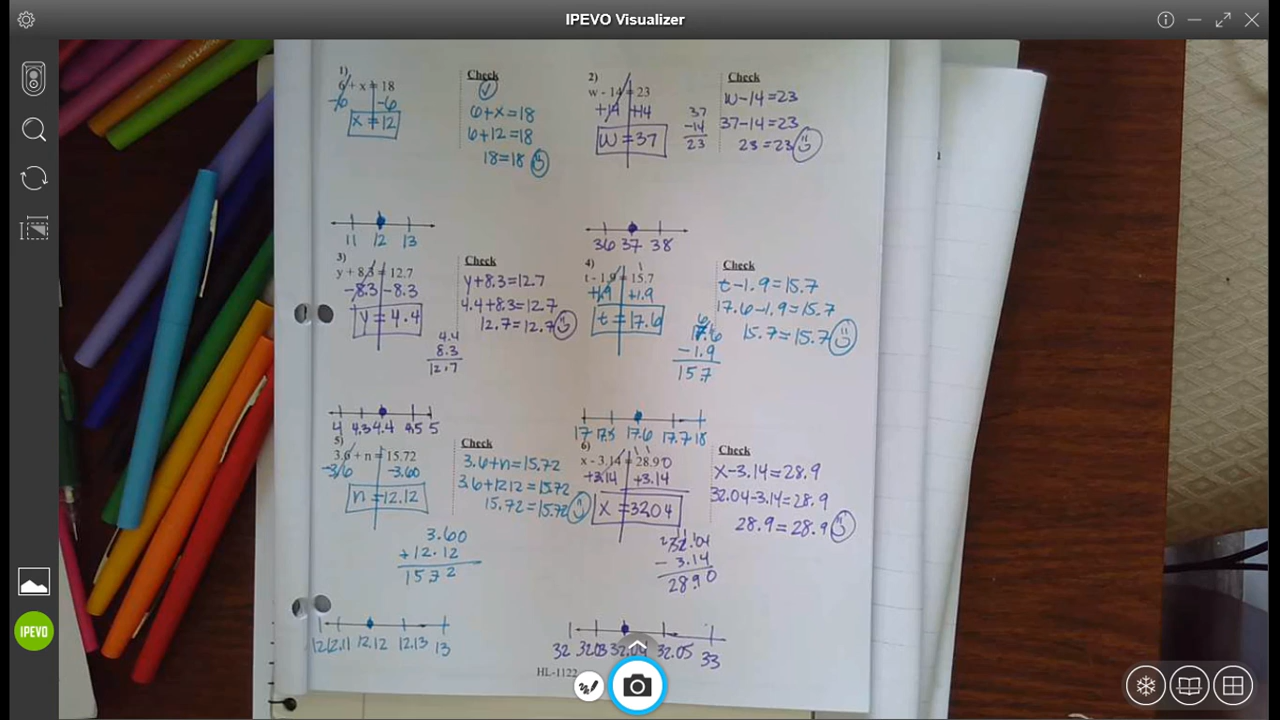 IPEVO Visualizer
1)
6 + x = 18
-6 -6
x = 12
Check
6+x=18
6+12=18
18=18
11 12 13
2)
w - 14 = 23
+14 +14
w = 37
37
-14
23
Check
w-14=23
37-14=23
23=23
36 37 38
3)
y + 8.3 = 12.7
-8.3 -8.3
y = 4.4
Check
y+8.3=12.7
4.4+8.3=12.7
12.7=12.7
4.4
8.3
12.7
4 4.3 4.4 4.5 5
4)
t - 1.9 = 15.7
+1.9 +1.9
t = 17.6
Check
t-1.9=15.7
17.6-1.9=15.7
15.7=15.7
17.6
-1.9
15.7
17 17.5 17.6 17.7 18
5)
3.6 + n = 15.72
-3.6 -3.60
n = 12.12
Check
3.6+n=15.72
3.6+12.12=15.72
15.72=15.72
3.60
+12.12
15.72
12 12.11 12.12 12.13 13
6)
x - 3.14 = 28.90
+3.14 +3.14
x = 32.04
Check
x-3.14=28.9
32.04-3.14=28.9
28.9=28.9
32.04
-3.14
28.90
32 32.03 32.04 32.05 33
HL-1122
IPEVO